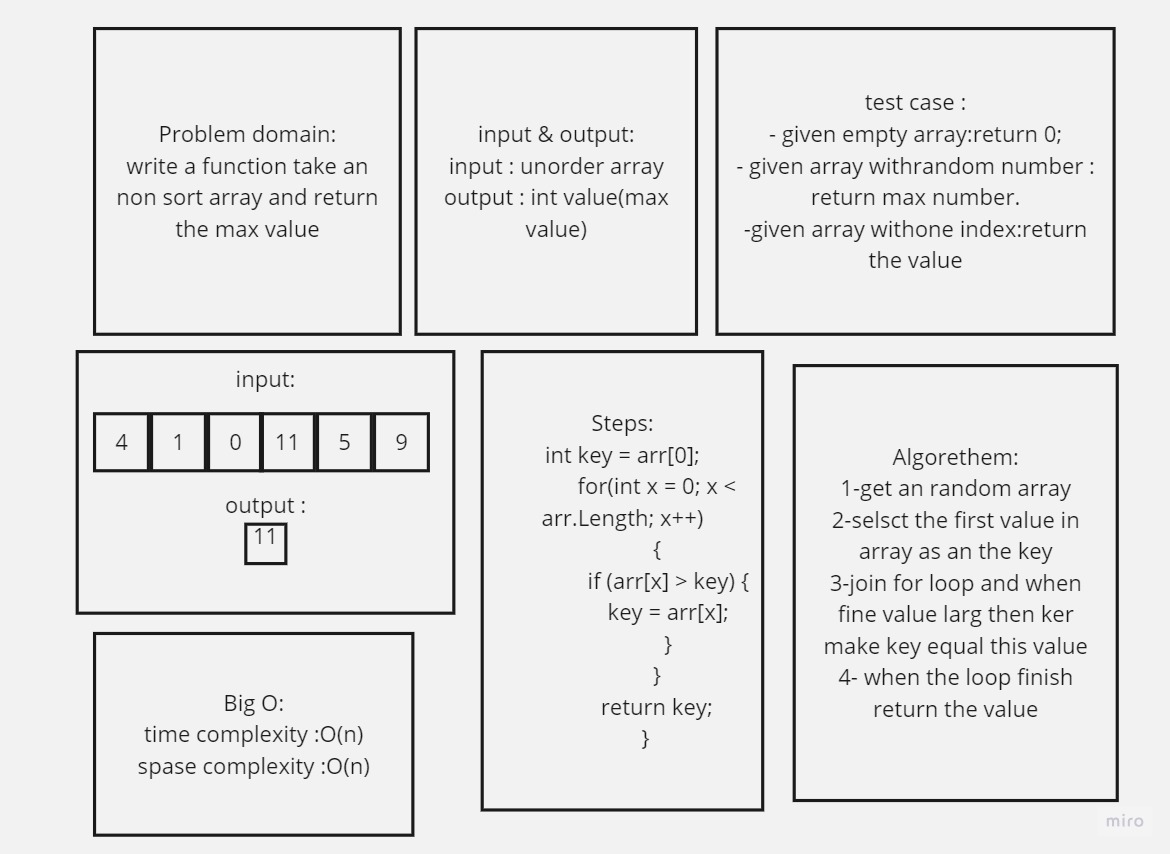 Problem domain:
write a function take an
non sort array and return
the max value
input & output:
input : unorder array
output : int value(max
value)
test case :
- given empty array:return 0;
- given array withrandom number :
return max number.
-given array withone index:return
the value
input:
4 1 0 11 5 9
output :
11
Steps:
int key = arr[0];
for(int x = 0; x <
arr.Length; x++)
{
if (arr[x] > key) {
key = arr[x];
}
}
return key;
}
Algorethem:
1-get an random array
2-selsct the first value in
array as an the key
3-join for loop and when
fine value larg then ker
make key equal this value
4- when the loop finish
return the value
Big O:
time complexity :O(n)
spase complexity :O(n)
miro